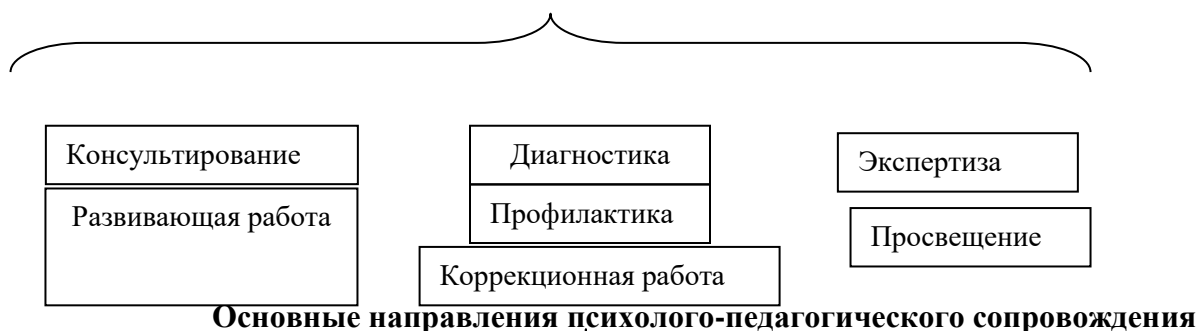 Консультирование
Диагностика
Экспертиза
Развивающая работа
Профилактика
Просвещение
Коррекционная работа
Основные направления психолого-педагогического сопровождения